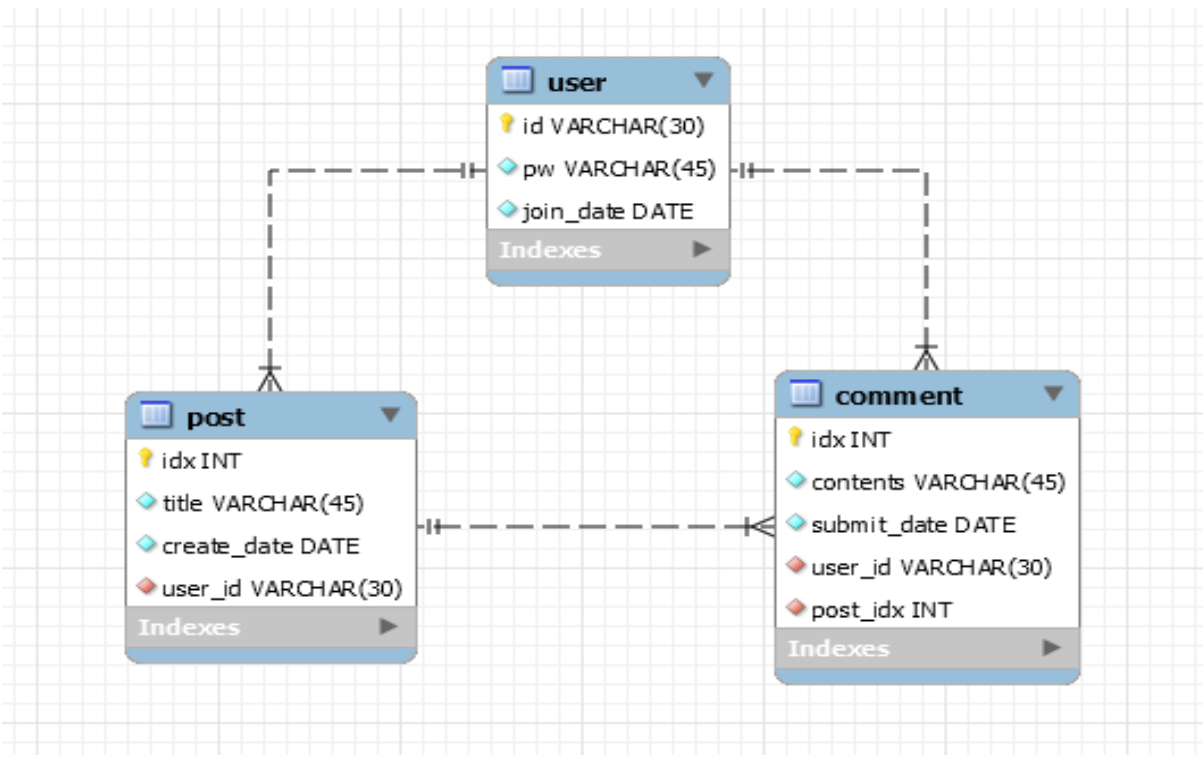 user
id VARCHAR(30)
pw VARCHAR(45)
join_date DATE
Indexes
post
idx INT
title VARCHAR(45)
create_date DATE
user_id VARCHAR(30)
Indexes
comment
idx INT
contents VARCHAR(45)
submit_date DATE
user_id VARCHAR(30)
post_idx INT
Indexes